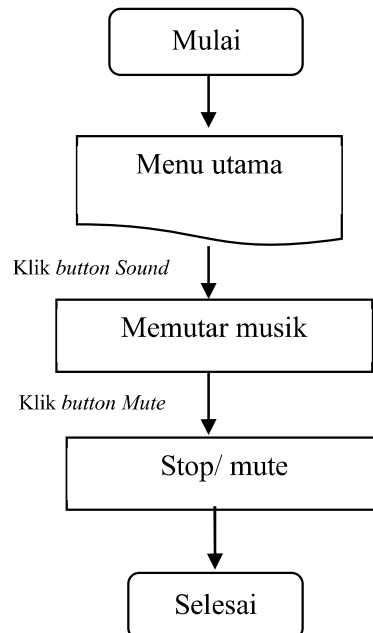 Mulai
Menu utama
Klik button Sound
Memutar musik
Klik button Mute
Stop/ mute
Selesai